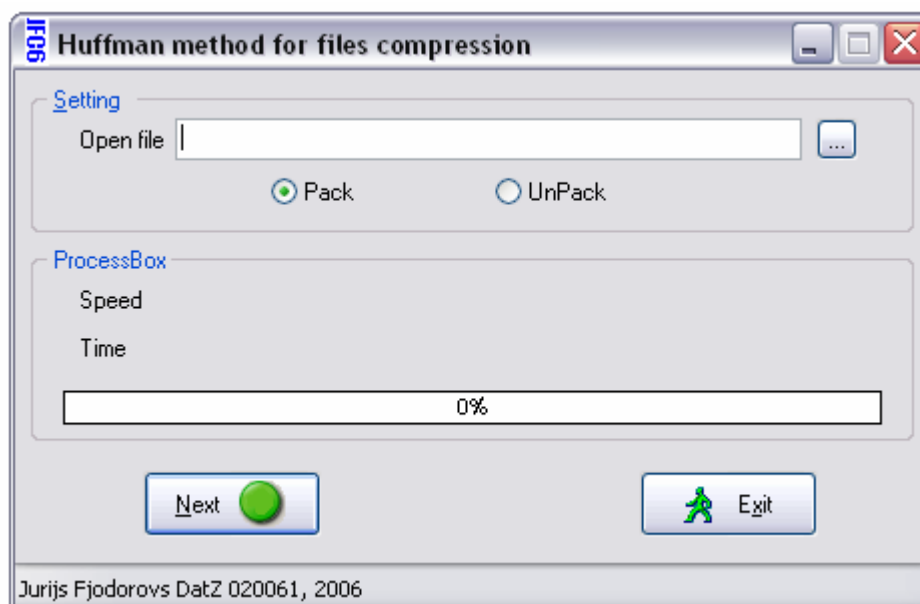 JFC6
Huffman method for files compression
Setting
Open file
...
Pack UnPack
ProcessBox
Speed
Time
0%
Next Exit
Jurijs Fjodorovs DatZ 020061, 2006